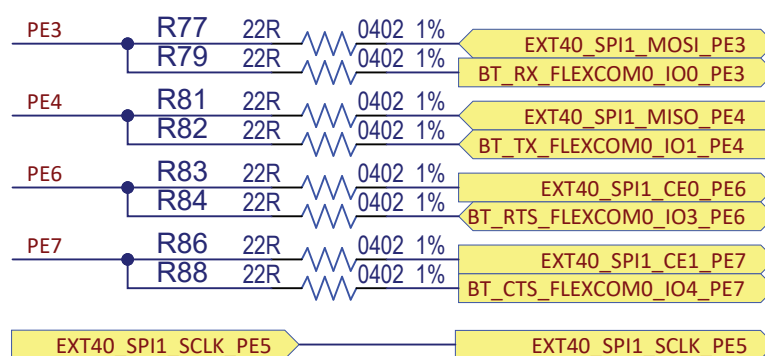 PE3 R77 22R 0402 1% EXT40_SPI1_MOSI_PE3
R79 22R 0402 1% BT_RX_FLEXCOM0_IO0_PE3
PE4 R81 22R 0402 1% EXT40_SPI1_MISO_PE4
R82 22R 0402 1% BT_TX_FLEXCOM0_IO1_PE4
PE6 R83 22R 0402 1% EXT40_SPI1_CE0_PE6
R84 22R 0402 1% BT_RTS_FLEXCOM0_IO3_PE6
PE7 R86 22R 0402 1% EXT40_SPI1_CE1_PE7
R88 22R 0402 1% BT_CTS_FLEXCOM0_IO4_PE7
EXT40_SPI1_SCLK_PE5 EXT40_SPI1_SCLK_PE5